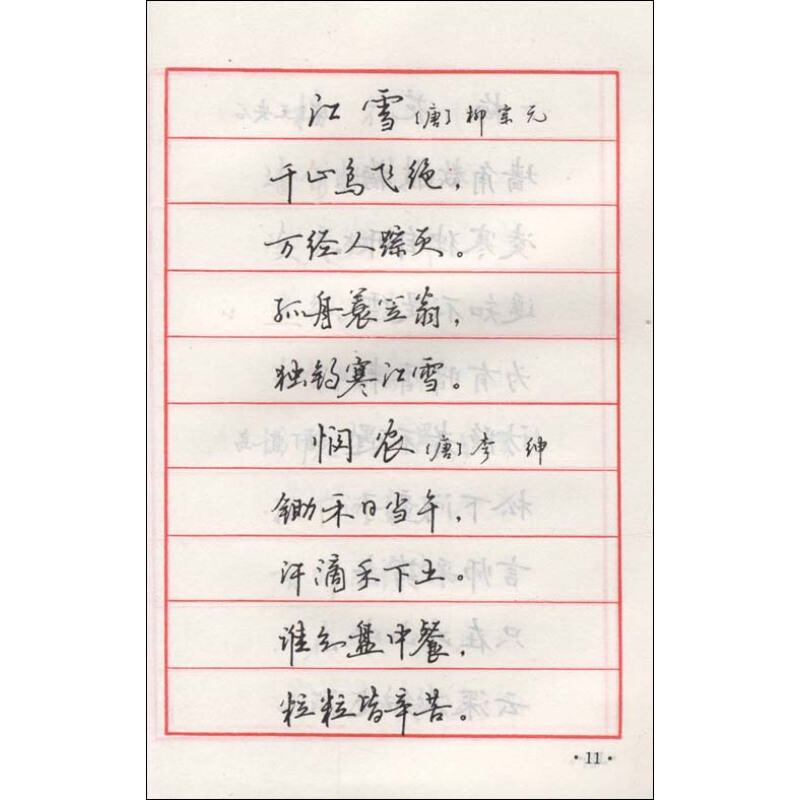 江雪〔唐〕柳宗元
千山鸟飞绝,
万径人踪灭。
孤舟蓑笠翁,
独钓寒江雪。
悯农〔唐〕李绅
锄禾日当午,
汗滴禾下土。
谁知盘中餐,
粒粒皆辛苦。
·11·